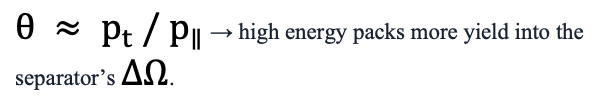 θ ≈ pₜ / p∥ → high energy packs more yield into the
separator’s ΔΩ.